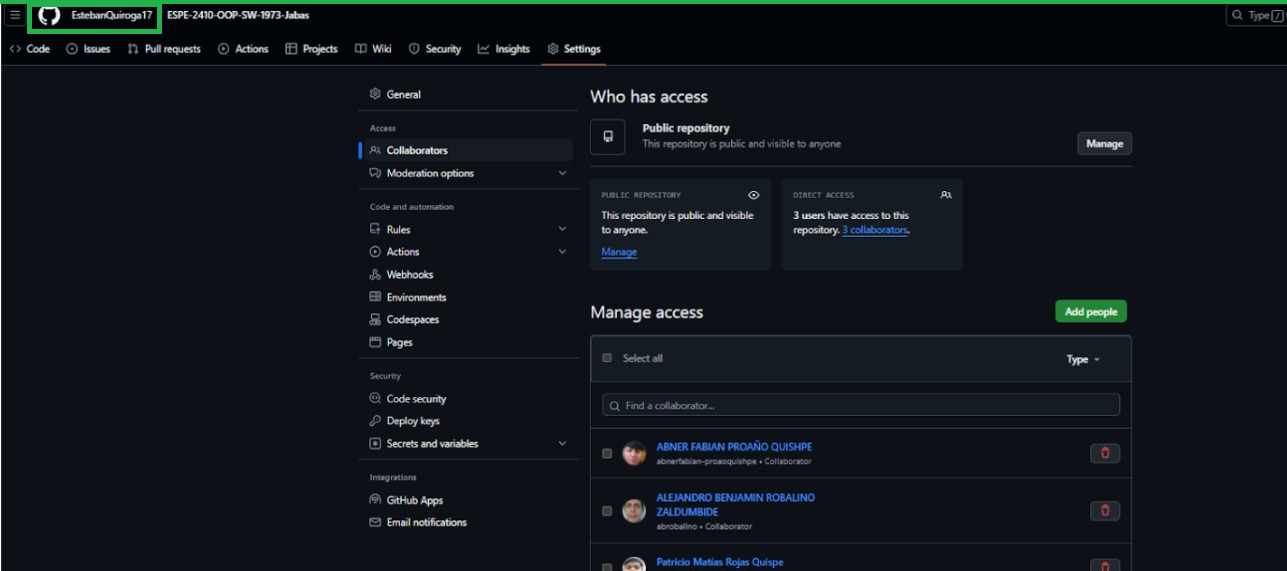 EstebanQuiroga17 ESPE-2410-OOP-SW-1973-Jabas
Type /
Code Issues Pull requests Actions Projects Wiki Security Insights Settings
General
Access
Collaborators
Moderation options
Code and automation
Rules
Actions
Webhooks
Environments
Codespaces
Pages
Security
Code security
Deploy keys
Secrets and variables
Integrations
GitHub Apps
Email notifications
Who has access
Public repository
This repository is public and visible to anyone
Manage
PUBLIC REPOSITORY
This repository is public and visible
to anyone.
Manage
DIRECT ACCESS
3 users have access to this
repository. 3 collaborators.
Manage access
Add people
Select all
Type
Find a collaborator...
ABNER FABIAN PROAÑO QUISHPE
abnerfabian-proaoquishpe • Collaborator
ALEJANDRO BENJAMIN ROBALINO
ZALDUMBIDE
abrobalino • Collaborator
Patricio Matías Rojas Quispe